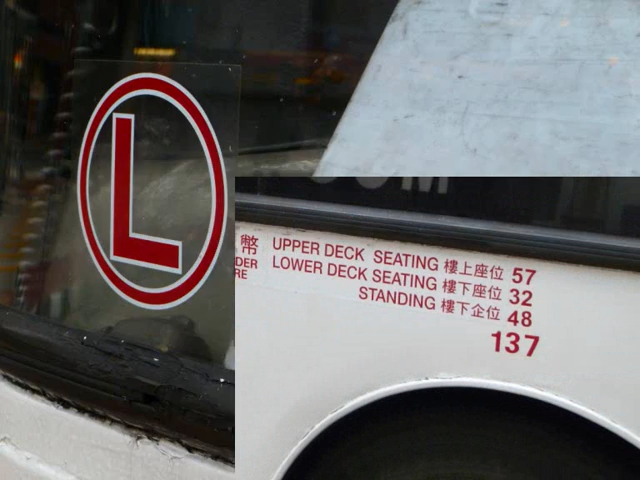 L
幣 UPPER DECK SEATING 樓上座位 57
DER LOWER DECK SEATING 樓下座位 32
RE STANDING 樓下企位 48
137